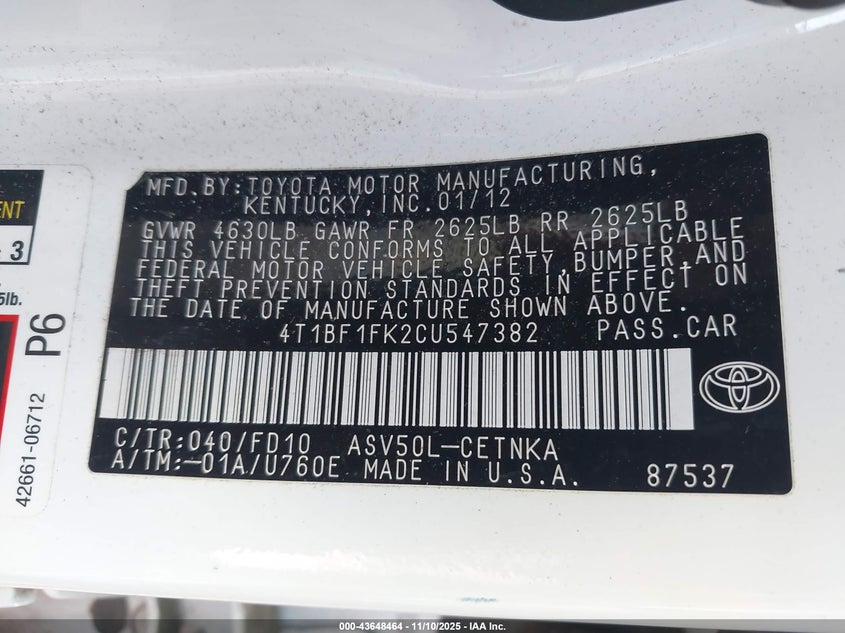 MFD. BY: TOYOTA MOTOR MANUFACTURING,
KENTUCKY, INC. 01/12
GVWR 4630LB GAWR FR 2625LB RR 2625LB
THIS VEHICLE CONFORMS TO ALL APPLICABLE
FEDERAL MOTOR VEHICLE SAFETY, BUMPER, AND
THEFT PREVENTION STANDARDS IN EFFECT ON
THE DATE OF MANUFACTURE SHOWN ABOVE.
4T1BF1FK2CU547382 PASS.CAR
C/TR: 040/FD10 ASV50L-CETNKA
A/TM:-01A/U760E MADE IN U.S.A. 87537
3
lb.
P6
42661-06712
000-43648464 - 11/10/2025 - IAA Inc.